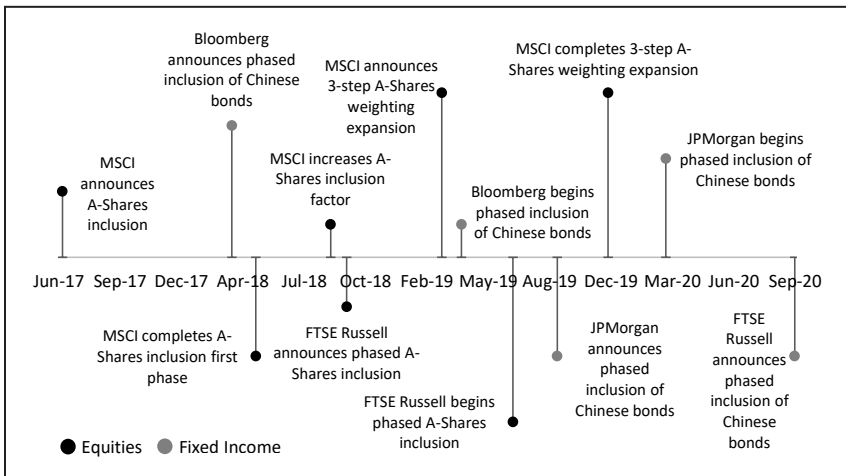 Bloomberg
announces phased
inclusion of Chinese
bonds
MSCI announces
3-step A-Shares
weighting
expansion
MSCI completes 3-step A-
Shares weighting expansion
MSCI
announces
A-Shares
inclusion
MSCI increases A-
Shares inclusion
factor
Bloomberg begins
phased inclusion
of Chinese bonds
JPMorgan begins
phased inclusion of
Chinese bonds
Jun-17 Sep-17 Dec-17 Apr-18 Jul-18 Oct-18 Feb-19 May-19 Aug-19 Dec-19 Mar-20 Jun-20 Sep-20
MSCI completes A-
Shares inclusion first
phase
FTSE Russell
announces phased A-
Shares inclusion
FTSE Russell begins
phased A-Shares
inclusion
JPMorgan
announces
phased
inclusion of
Chinese bonds
FTSE
Russell
announces
phased
inclusion of
Chinese
bonds
Equities Fixed Income